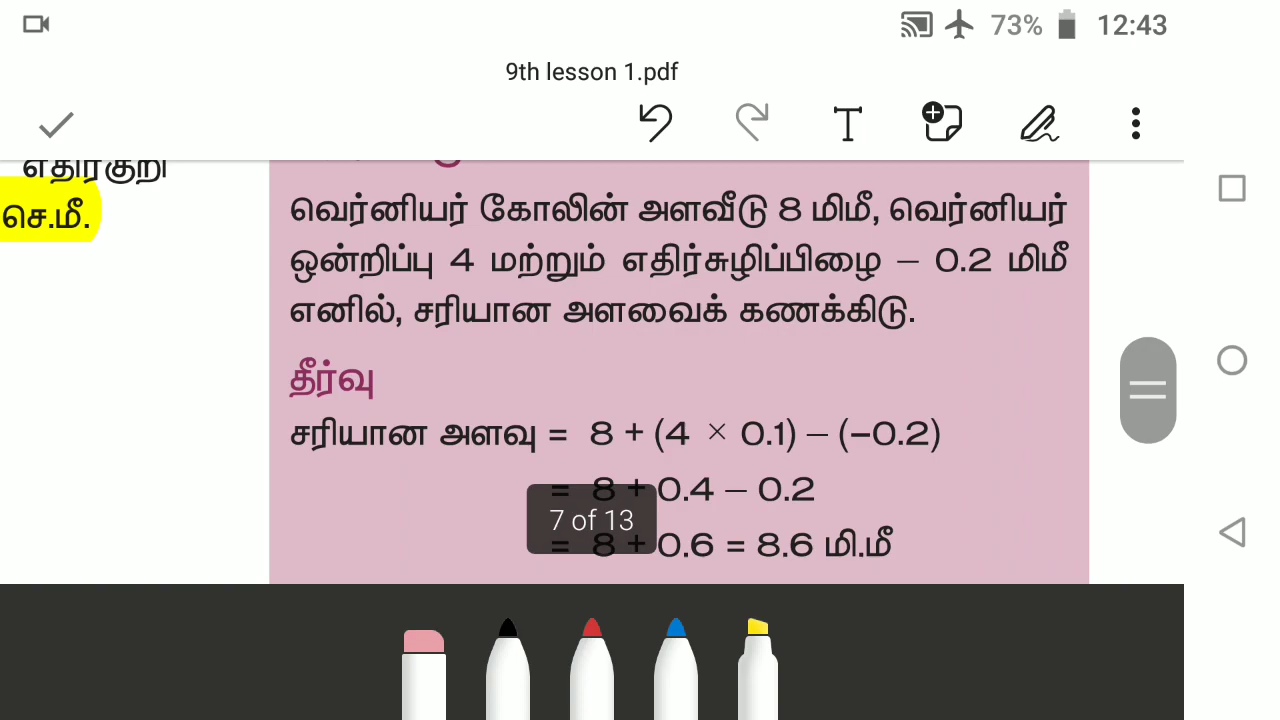 73% 12:43
9th lesson 1.pdf
எதிர்குறி
செ.மீ.
வெர்னியர் கோலின் அளவீடு 8 மிமீ, வெர்னியர்
ஒன்றிப்பு 4 மற்றும் எதிர்சுழிப்பிழை – 0.2 மிமீ
எனில், சரியான அளவைக் கணக்கிடு.
தீர்வு
சரியான அளவு = 8 + (4 × 0.1) – (–0.2)
= 8 + 0.4 – 0.2
7 of 13
= 8 + 0.6 = 8.6 மி.மீ